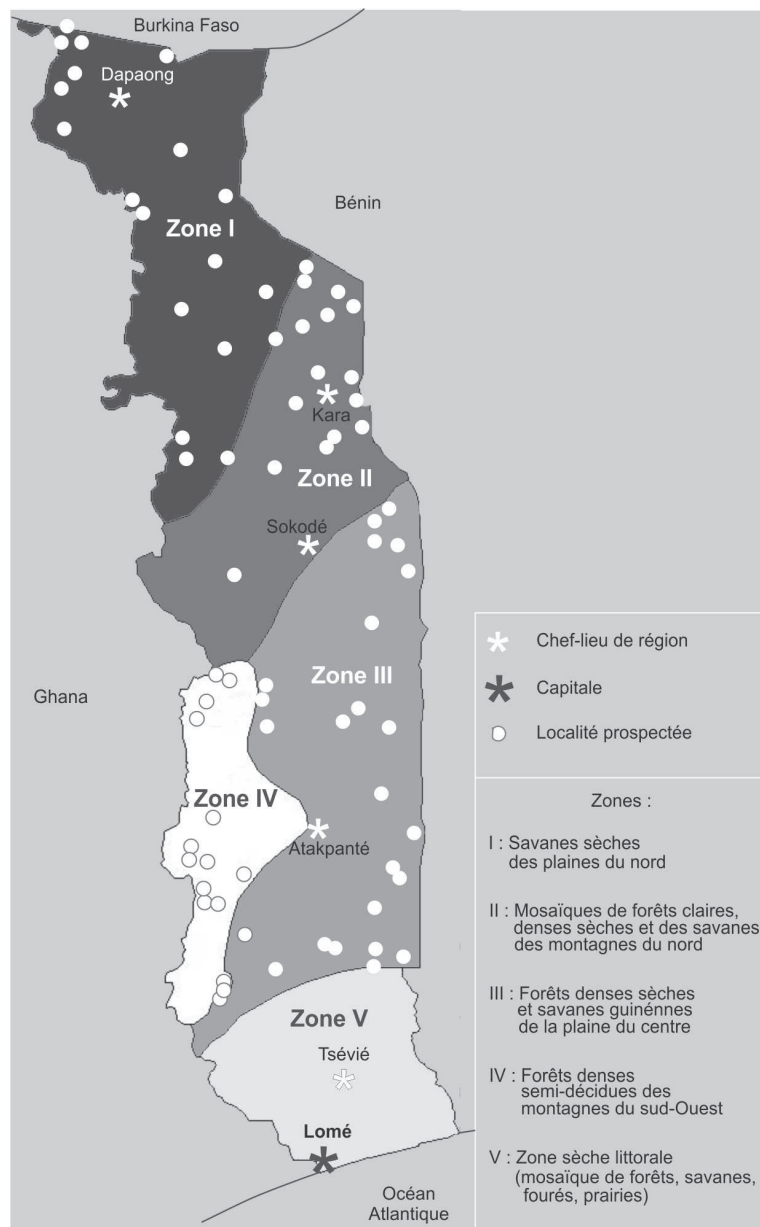 Burkina Faso
Dapaong
Bénin
Zone I
Kara
Zone II
Sokodé
Ghana
Zone III
Zone IV
Atakpanté
Zone V
Tsévié
Lomé
Océan
Atlantique
Chef-lieu de région
Capitale
Localité prospectée
Zones :
I : Savanes sèches
des plaines du nord
II : Mosaïques de forêts claires,
denses sèches et des savanes
des montagnes du nord
III : Forêts denses sèches
et savanes guinénnes
de la plaine du centre
IV : Forêts denses
semi-décidues des
montagnes du sud-Ouest
V : Zone sèche littorale
(mosaïque de forêts, savanes,
fourés, prairies)